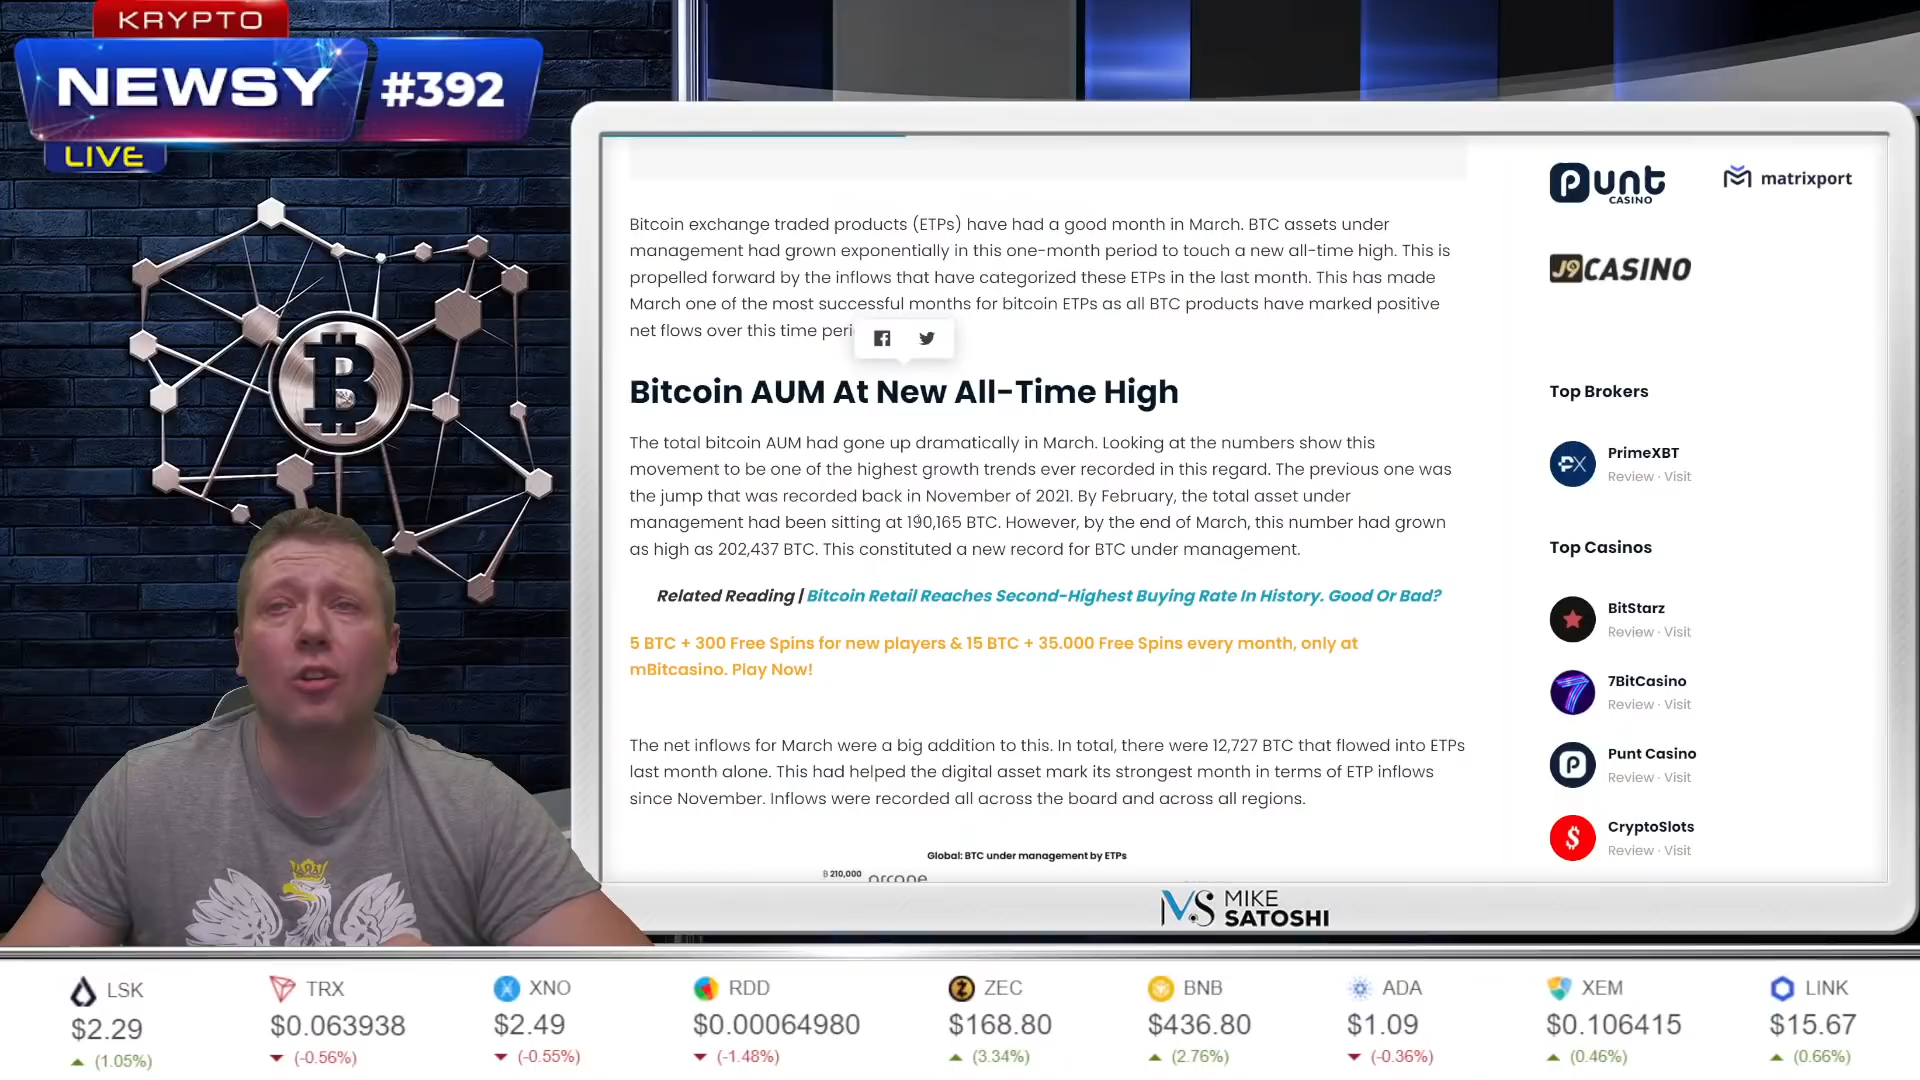 KRYPTO
NEWSY #392
LIVE
Bitcoin exchange traded products (ETPs) have had a good month in March. BTC assets under
management had grown exponentially in this one-month period to touch a new all-time high. This is
propelled forward by the inflows that have categorized these ETPs in the last month. This has made
March one of the most successful months for bitcoin ETPs as all BTC products have marked positive
net flows over this time
Bitcoin AUM At New All-Time High
The total bitcoin AUM had gone up dramatically in March. Looking at the numbers show this
movement to be one of the highest growth trends ever recorded in this regard. The previous one was
the jump that was recorded back in November of 2021. By February, the total asset under
management had been sitting at 190,165 BTC. However, by the end of March, this number had grown
as high as 202,437 BTC. This constituted a new record for BTC under management.
Related Reading | Bitcoin Retail Reaches Second-Highest Buying Rate In History. Good Or Bad?
5 BTC + 300 Free Spins for new players & 15 BTC + 35.000 Free Spins every month, only at
mBitcasino. Play Now!
The net inflows for March were a big addition to this. In total, there were 12,727 BTC that flowed into ETPs
last month alone. This had helped the digital asset mark its strongest month in terms of ETP inflows
since November. Inflows were recorded all across the board and across all regions.
Global: BTC under management by ETPs
฿ 210,000
arcane
Punt CASINO
matrixport
J9CASINO
Top Brokers
PrimeXBT
Review · Visit
Top Casinos
BitStarz
Review · Visit
7BitCasino
Review · Visit
Punt Casino
Review · Visit
CryptoSlots
Review · Visit
MS MIKE
SATOSHI
LSK
$2.29
(1.05%)
TRX
$0.063938
(-0.56%)
XNO
$2.49
(-0.55%)
RDD
$0.00064980
(-1.48%)
ZEC
$168.80
(3.34%)
BNB
$436.80
(2.76%)
ADA
$1.09
(-0.36%)
XEM
$0.106415
(0.46%)
LINK
$15.67
(0.66%)